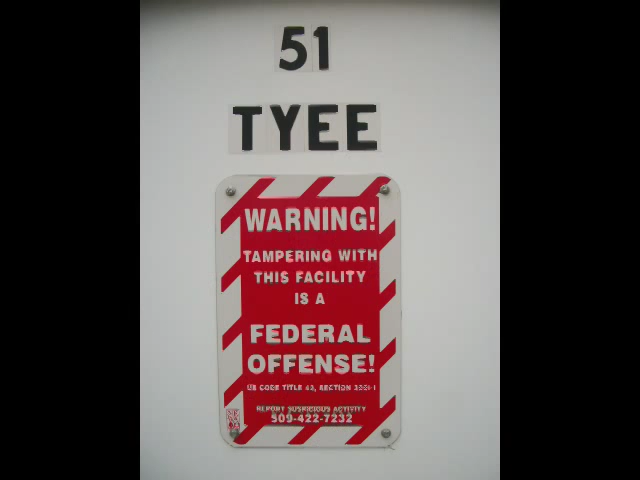 51
TYEE
WARNING!
TAMPERING WITH
THIS FACILITY
IS A
FEDERAL
OFFENSE!
US CODE TITLE 42, SECTION
REPORT SUSPICIOUS ACTIVITY
509-422-7232